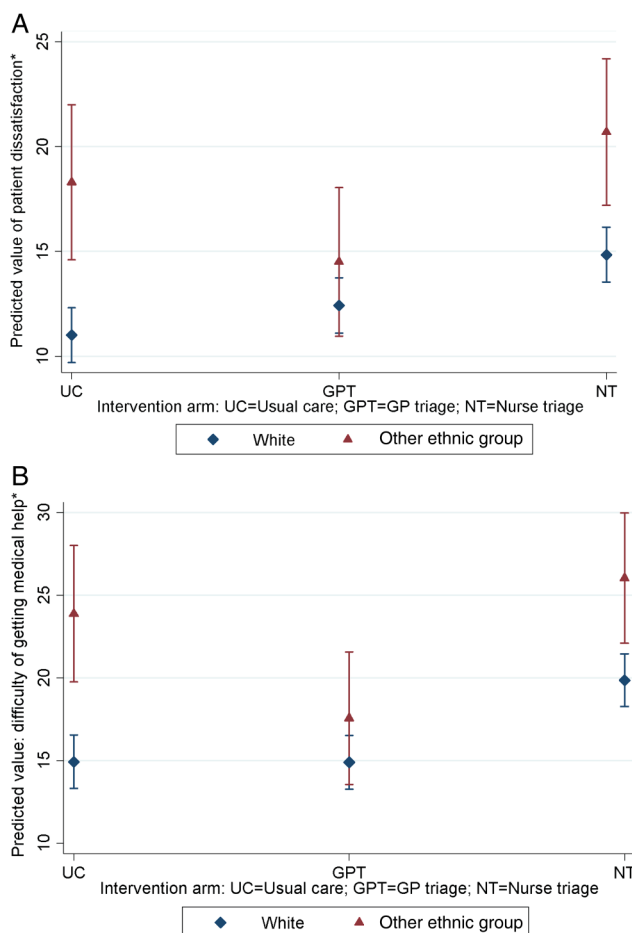 A
Predicted value of patient dissatisfaction*
25
20
15
10
UC
GPT
NT
Intervention arm: UC=Usual care; GPT=GP triage; NT=Nurse triage
White
Other ethnic group
B
Predicted value: difficulty of getting medical help*
30
25
20
15
10
UC
GPT
NT
Intervention arm: UC=Usual care; GPT=GP triage; NT=Nurse triage
White
Other ethnic group